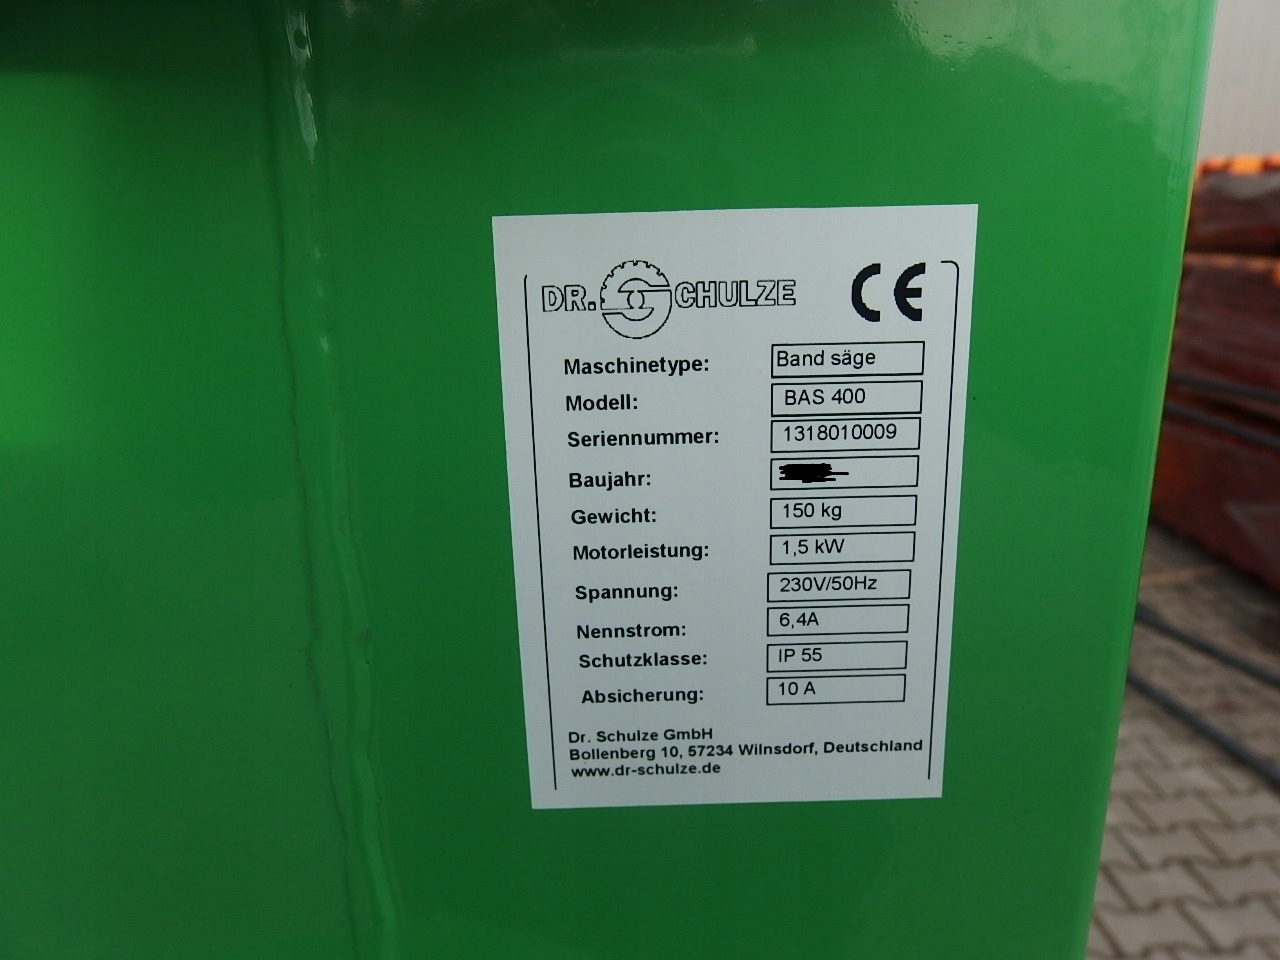 DR. SCHULZE CE
Maschinetype: Band säge
Modell: BAS 400
Seriennummer: 1318010009
Baujahr:
Gewicht: 150 kg
Motorleistung: 1,5 kW
Spannung: 230V/50Hz
Nennstrom: 6,4A
Schutzklasse: IP 55
Absicherung: 10 A
Dr. Schulze GmbH
Bollenberg 10, 57234 Wilnsdorf, Deutschland
www.dr-schulze.de